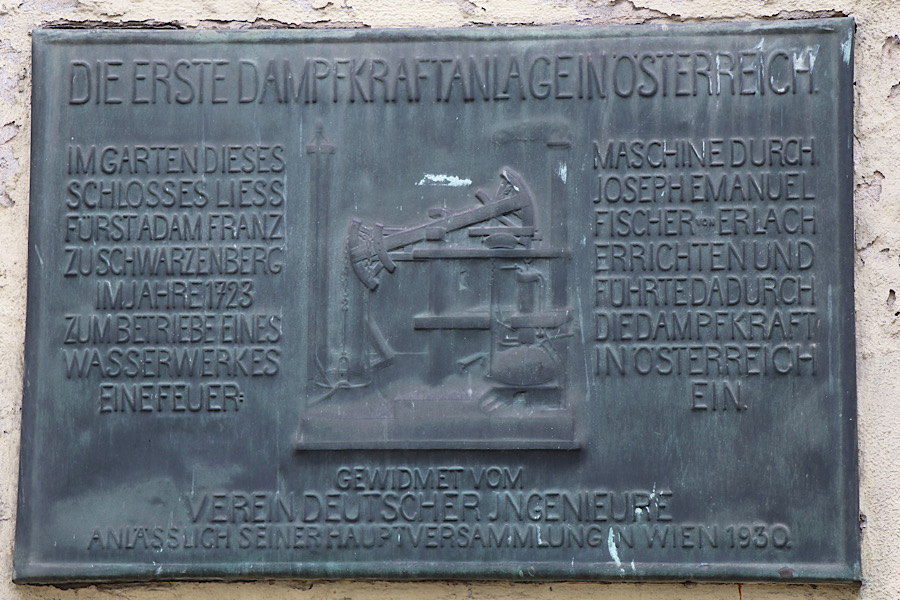 DIE ERSTE DAMPFKRAFTANLAGE IN ÖSTERREICH.
IM GARTEN DIESES
SCHLOSSES LIESS
FÜRST ADAM FRANZ
ZU SCHWARZENBERG
IM JAHRE 1723
ZUM BETRIEBE EINES
WASSERWERKES
EINE FEUER=
MASCHINE DURCH
JOSEPH EMANUEL
FISCHER VON ERLACH
ERRICHTEN UND
FÜHRTE DADURCH
DIE DAMPFKRAFT
IN ÖSTERREICH
EIN.
GEWIDMET VOM
VEREIN DEUTSCHER JNGENIEURE
ANLÄSSLICH SEINER HAUPTVERSAMMLUNG IN WIEN 1930.